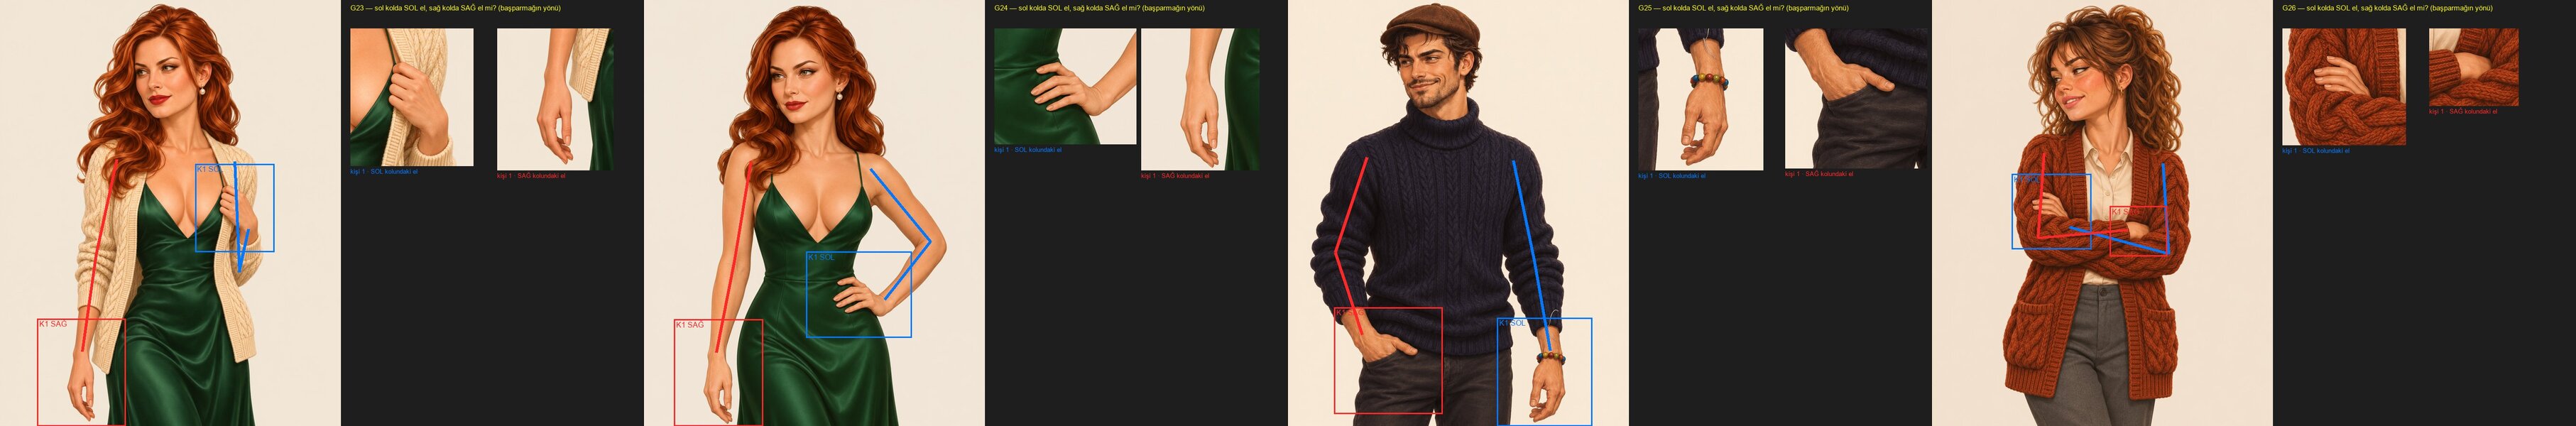 G23 — sol kolda SOL el, sağ kolda SAĞ el mi? (başparmağın yönü)
K1 SOL
K1 SAĞ
kişi 1 · SOL kolundaki el
kişi 1 · SAĞ kolundaki el
G24 — sol kolda SOL el, sağ kolda SAĞ el mi? (başparmağın yönü)
K1 SOL
K1 SAĞ
kişi 1 · SOL kolundaki el
kişi 1 · SAĞ kolundaki el
G25 — sol kolda SOL el, sağ kolda SAĞ el mi? (başparmağın yönü)
K1 SOL
kişi 1 · SOL kolundaki el
kişi 1 · SAĞ kolundaki el
G26 — sol kolda SOL el, sağ kolda SAĞ el mi? (başparmağın yönü)
kişi 1 · SOL kolundaki el
kişi 1 · SAĞ kolundaki el